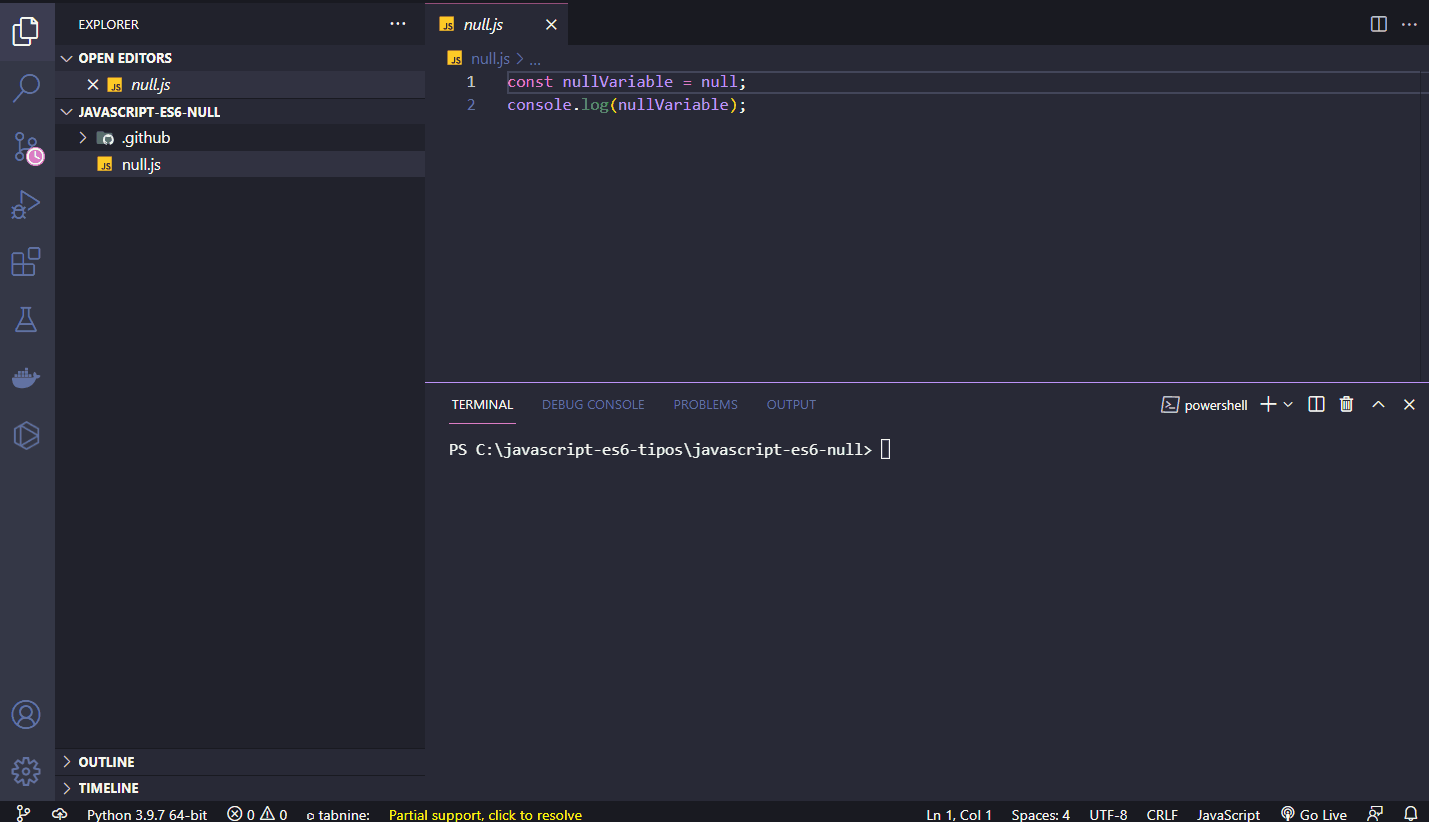 EXPLORER
OPEN EDITORS
JS null.js
JAVASCRIPT-ES6-NULL
.github
JS null.js
OUTLINE
TIMELINE
JS null.js
JS null.js > ...
1 const nullVariable = null;
2 console.log(nullVariable);
TERMINAL DEBUG CONSOLE PROBLEMS OUTPUT powershell
PS C:\javascript-es6-tipos\javascript-es6-null>
Python 3.9.7 64-bit 0 0 tabnine: Partial support, click to resolve Ln 1, Col 1 Spaces: 4 UTF-8 CRLF JavaScript Go Live